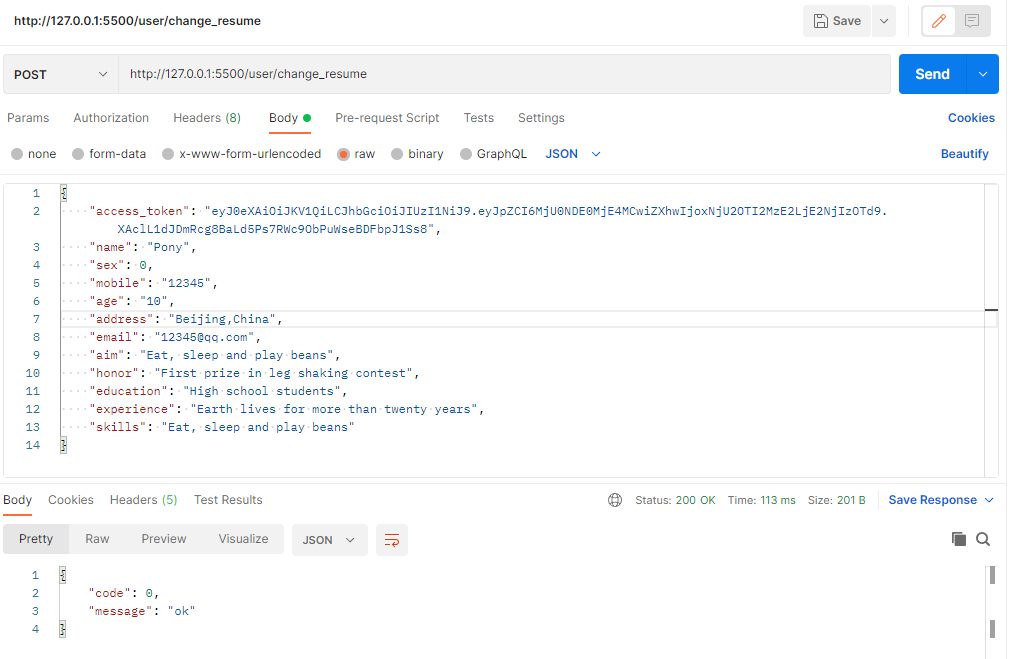 http://127.0.0.1:5500/user/change_resume
Save
POST
http://127.0.0.1:5500/user/change_resume
Send
Params Authorization Headers (8) Body Pre-request Script Tests Settings Cookies
none form-data x-www-form-urlencoded raw binary GraphQL JSON Beautify
1 {
2 "access_token": "eyJ0eXAiOiJKV1QiLCJhbGciOiJIUzI1NiJ9.eyJpZCI6MjU0NDE0MjE4MCwiZXhwIjoxNjU2OTI2MzE2LjE2NjIzOTd9.
XAclL1dJDmRcg8BaLd5Ps7RWc9ObPuWseBDFbpJ1Ss8",
3 "name": "Pony",
4 "sex": 0,
5 "mobile": "12345",
6 "age": "10",
7 "address": "Beijing,China",
8 "email": "12345@qq.com",
9 "aim": "Eat, sleep and play beans",
10 "honor": "First prize in leg shaking contest",
11 "education": "High school students",
12 "experience": "Earth lives for more than twenty years",
13 "skills": "Eat, sleep and play beans"
14 }
Body Cookies Headers (5) Test Results Status: 200 OK Time: 113 ms Size: 201 B Save Response
Pretty Raw Preview Visualize JSON
1 {
2 "code": 0,
3 "message": "ok"
4 }